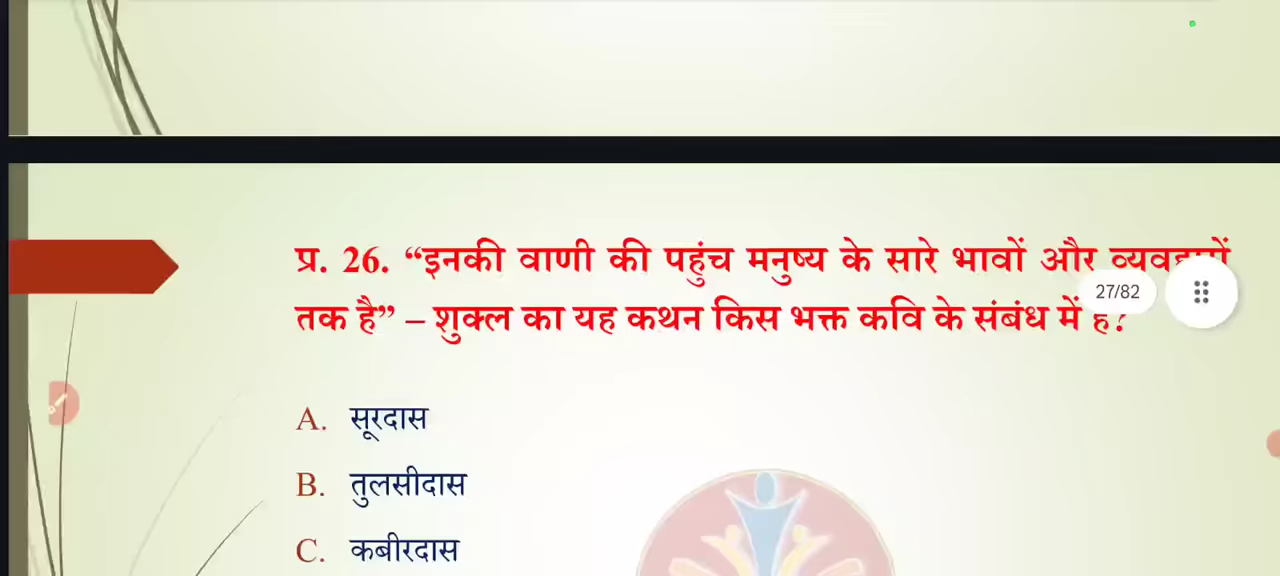 प्र. 26. “इनकी वाणी की पहुंच मनुष्य के सारे भावों और
27/82
तक है” – शुक्ल का यह कथन किस भक्त कवि के संबंध में है?
A. सूरदास
B. तुलसीदास
C. कबीरदास